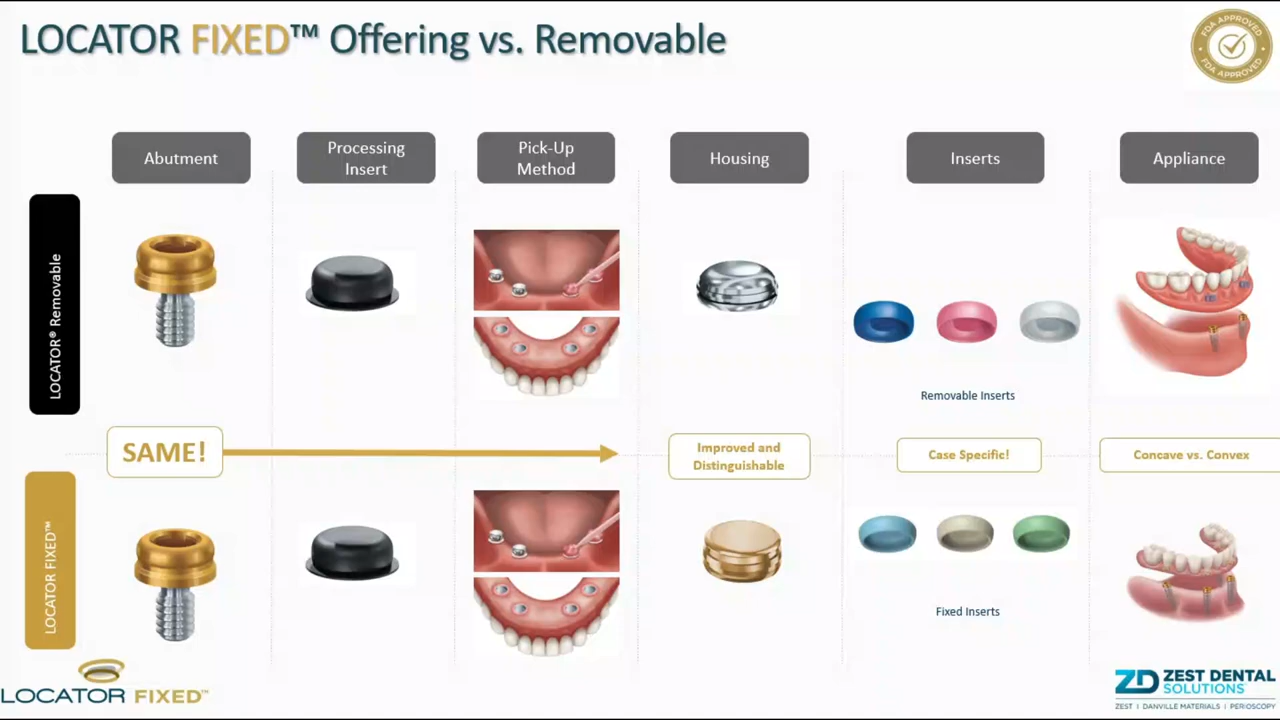 LOCATOR FIXED™ Offering vs. Removable
FDA APPROVED
FDA APPROVED
Abutment
Processing
Insert
Pick-Up
Method
Housing
Inserts
Appliance
LOCATOR® Removable
Removable Inserts
SAME!
Improved and
Distinguishable
Case Specific!
Concave vs. Convex
LOCATOR FIXED™
Fixed Inserts
LOCATOR FIXED™
ZD ZEST DENTAL
SOLUTIONS
ZEST | DANVILLE MATERIALS | PERIOSCOPY